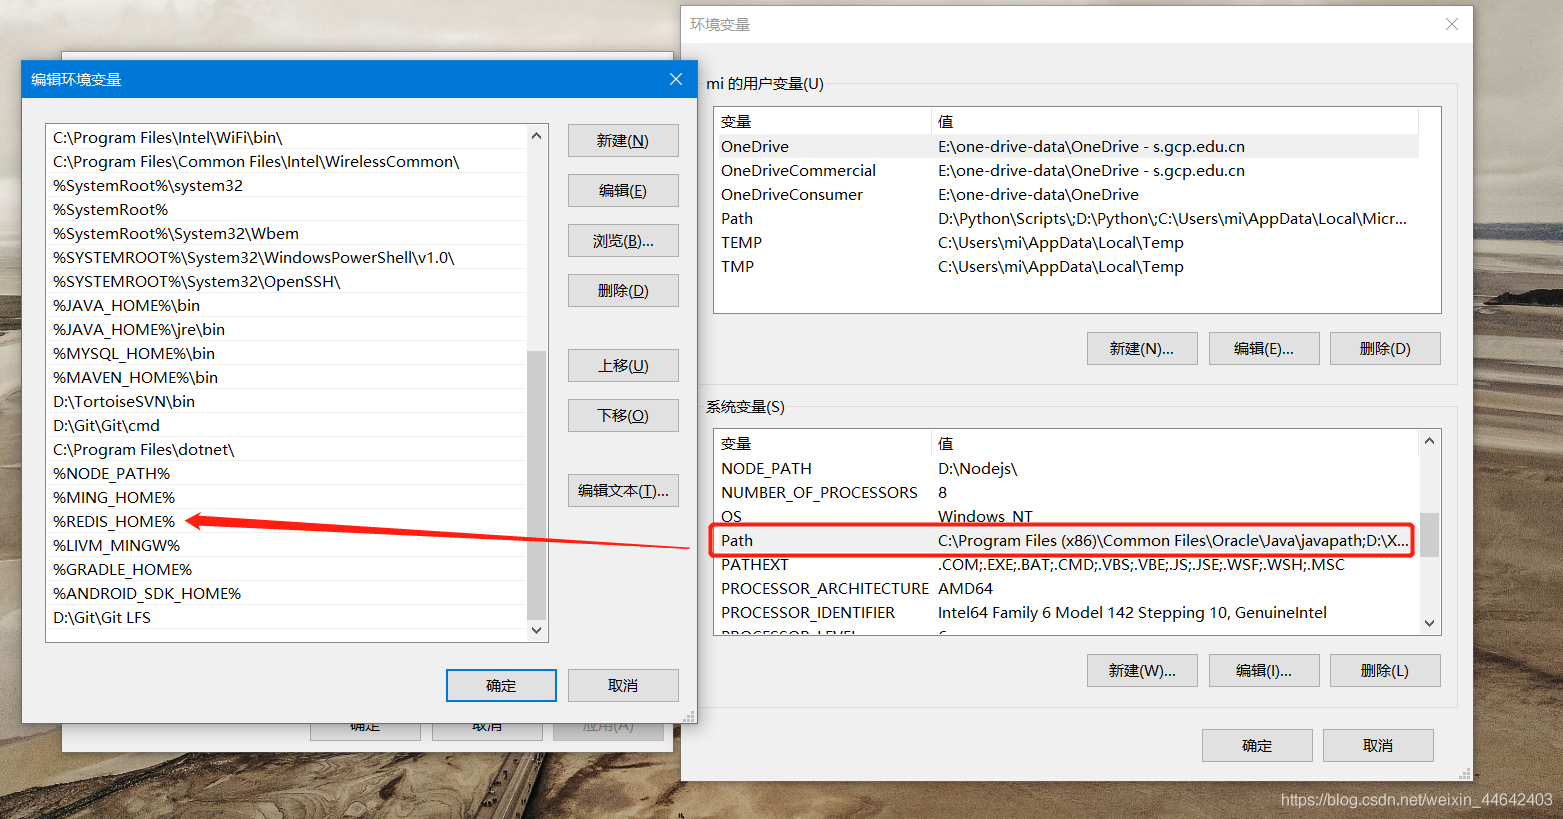 编辑环境变量
C:\Program Files\Intel\WiFi\bin\
C:\Program Files\Common Files\Intel\WirelessCommon\
%SystemRoot%\system32
%SystemRoot%
%SystemRoot%\System32\Wbem
%SYSTEMROOT%\System32\WindowsPowerShell\v1.0\
%SYSTEMROOT%\System32\OpenSSH\
%JAVA_HOME%\bin
%JAVA_HOME%\jre\bin
%MYSQL_HOME%\bin
%MAVEN_HOME%\bin
D:\TortoiseSVN\bin
D:\Git\Git\cmd
C:\Program Files\dotnet\
%NODE_PATH%
%MING_HOME%
%REDIS_HOME%
%LIVM_MINGW%
%GRADLE_HOME%
%ANDROID_SDK_HOME%
D:\Git\Git LFS
新建(N)
编辑(E)
浏览(B)...
删除(D)
上移(U)
下移(O)
编辑文本(T)...
确定 取消
确定 取消 应用(A)
环境变量
mi 的用户变量(U)
变量 值
OneDrive E:\one-drive-data\OneDrive - s.gcp.edu.cn
OneDriveCommercial E:\one-drive-data\OneDrive - s.gcp.edu.cn
OneDriveConsumer E:\one-drive-data\OneDrive
Path D:\Python\Scripts\;D:\Python\;C:\Users\mi\AppData\Local\Micr...
TEMP C:\Users\mi\AppData\Local\Temp
TMP C:\Users\mi\AppData\Local\Temp
新建(N)... 编辑(E)... 删除(D)
系统变量(S)
变量 值
NODE_PATH D:\Nodejs\
NUMBER_OF_PROCESSORS 8
OS Windows_NT
Path C:\Program Files (x86)\Common Files\Oracle\Java\javapath;D:\X...
PATHEXT .COM;.EXE;.BAT;.CMD;.VBS;.VBE;.JS;.JSE;.WSF;.WSH;.MSC
PROCESSOR_ARCHITECTURE AMD64
PROCESSOR_IDENTIFIER Intel64 Family 6 Model 142 Stepping 10, GenuineIntel
PROCESSOR_LEVEL 6
新建(W)... 编辑(I)... 删除(L)
确定 取消
https://blog.csdn.net/weixin_44642403